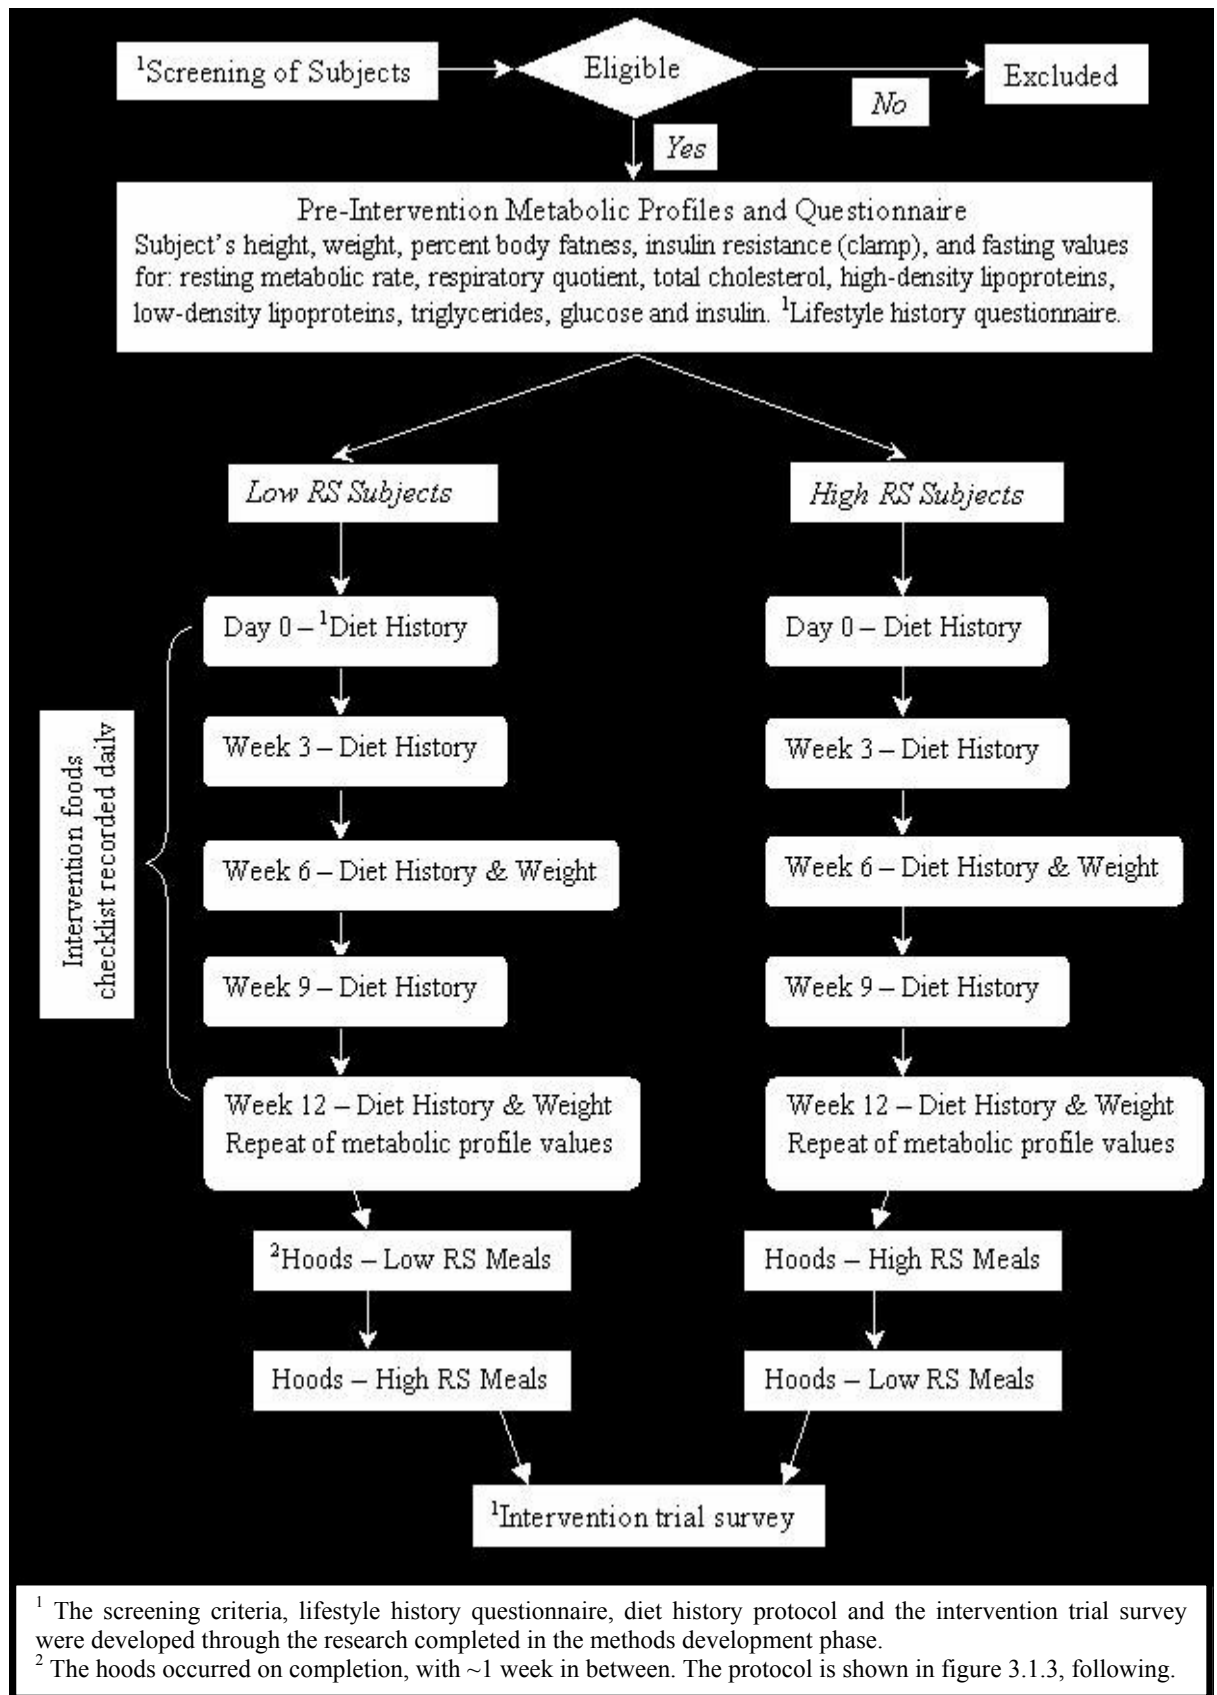 ¹Screening of Subjects
Eligible
Excluded
No
Yes
Pre-Intervention Metabolic Profiles and Questionnaire
Subject's height, weight, percent body fatness, insulin resistance (clamp), and fasting values
for: resting metabolic rate, respiratory quotient, total cholesterol, high-density lipoproteins,
low-density lipoproteins, triglycerides, glucose and insulin. ¹Lifestyle history questionnaire.
Low RS Subjects
High RS Subjects
Intervention foods
checklist recorded daily
Day 0 – ¹Diet History
Week 3 – Diet History
Week 6 – Diet History & Weight
Week 9 – Diet History
Week 12 – Diet History & Weight
Repeat of metabolic profile values
²Hoods – Low RS Meals
Hoods – High RS Meals
Day 0 – Diet History
Week 3 – Diet History
Week 6 – Diet History & Weight
Week 9 – Diet History
Week 12 – Diet History & Weight
Repeat of metabolic profile values
Hoods – High RS Meals
Hoods – Low RS Meals
¹Intervention trial survey
¹ The screening criteria, lifestyle history questionnaire, diet history protocol and the intervention trial survey
were developed through the research completed in the methods development phase.
² The hoods occurred on completion, with ~1 week in between. The protocol is shown in figure 3.1.3, following.